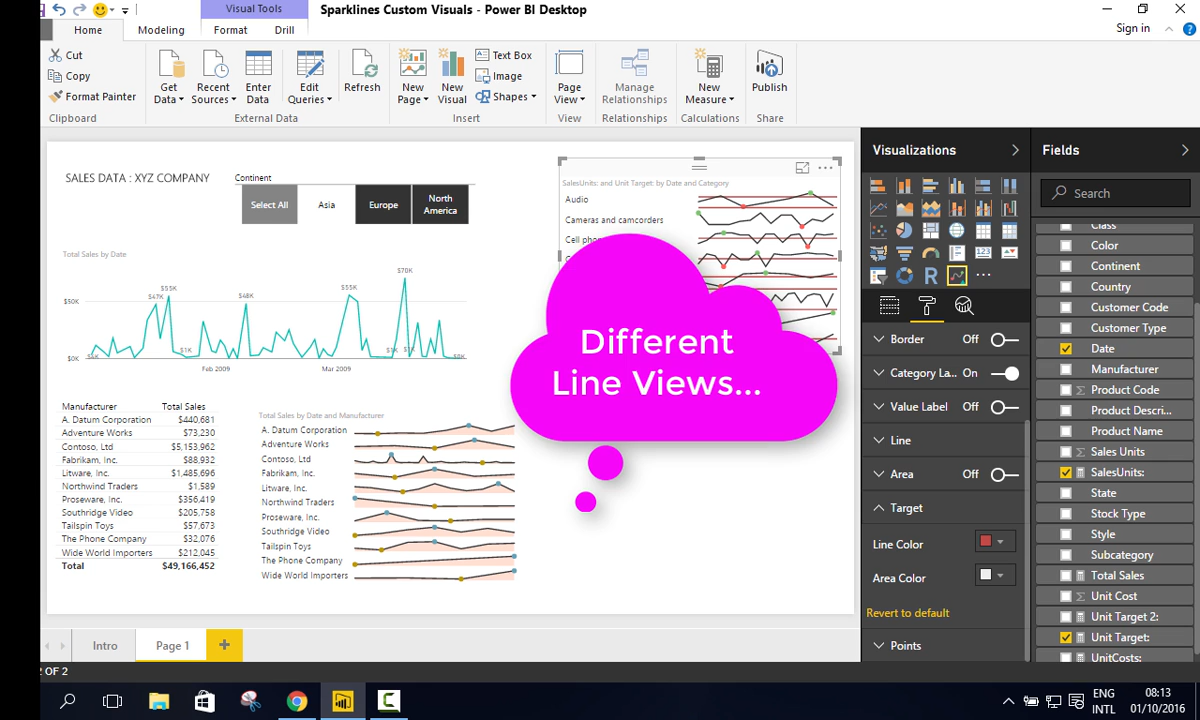 Visual Tools
Sparklines Custom Visuals - Power BI Desktop
Home
Modeling
Format
Drill
Sign in
Cut
Copy
Format Painter
Clipboard
Get Data
Recent Sources
Enter Data
Edit Queries
Refresh
External Data
New Page
New Visual
Text Box
Image
Shapes
Insert
Page View
View
Manage Relationships
Relationships
New Measure
Calculations
Publish
Share
SALES DATA : XYZ COMPANY
Continent
Select All
Asia
Europe
North America
Total Sales by Date
$70K
$55K
$47K
$48K
$55K
$50K
$1K
$0K
Feb 2009
Mar 2009
Manufacturer Total Sales
A. Datum Corporation $440,681
Adventure Works $73,230
Contoso, Ltd $5,153,962
Fabrikam, Inc. $88,932
Litware, Inc. $1,485,696
Northwind Traders $1,589
Proseware, Inc. $356,419
Southridge Video $205,758
Tailspin Toys $57,673
The Phone Company $32,076
Wide World Importers $212,045
Total $49,166,452
Total Sales by Date and Manufacturer
A. Datum Corporation
Adventure Works
Contoso, Ltd
Fabrikam, Inc.
Litware, Inc.
Northwind Traders
Proseware, Inc.
Southridge Video
Tailspin Toys
The Phone Company
Wide World Importers
SalesUnits: and Unit Target: by Date and Category
Audio
Cameras and camcorders
Cell pho
Different
Line Views...
Visualizations
Border Off
Category La... On
Value Label Off
Line
Area Off
Target
Line Color
Area Color
Revert to default
Points
Fields
Search
Class
Color
Continent
Country
Customer Code
Customer Type
Date
Manufacturer
Product Code
Product Descri...
Product Name
Sales Units
SalesUnits:
State
Stock Type
Style
Subcategory
Total Sales
Unit Cost
Unit Target 2:
Unit Target:
UnitCosts:
Intro
Page 1
2 OF 2
ENG
INTL
08:13
01/10/2016